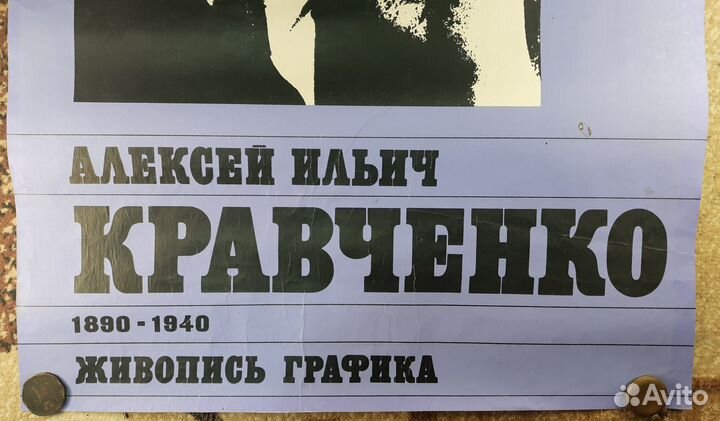 АЛЕКСЕЙ ИЛЬИЧ
КРАВЧЕНКО
1890 - 1940
ЖИВОПИСЬ ГРАФИКА
Avito